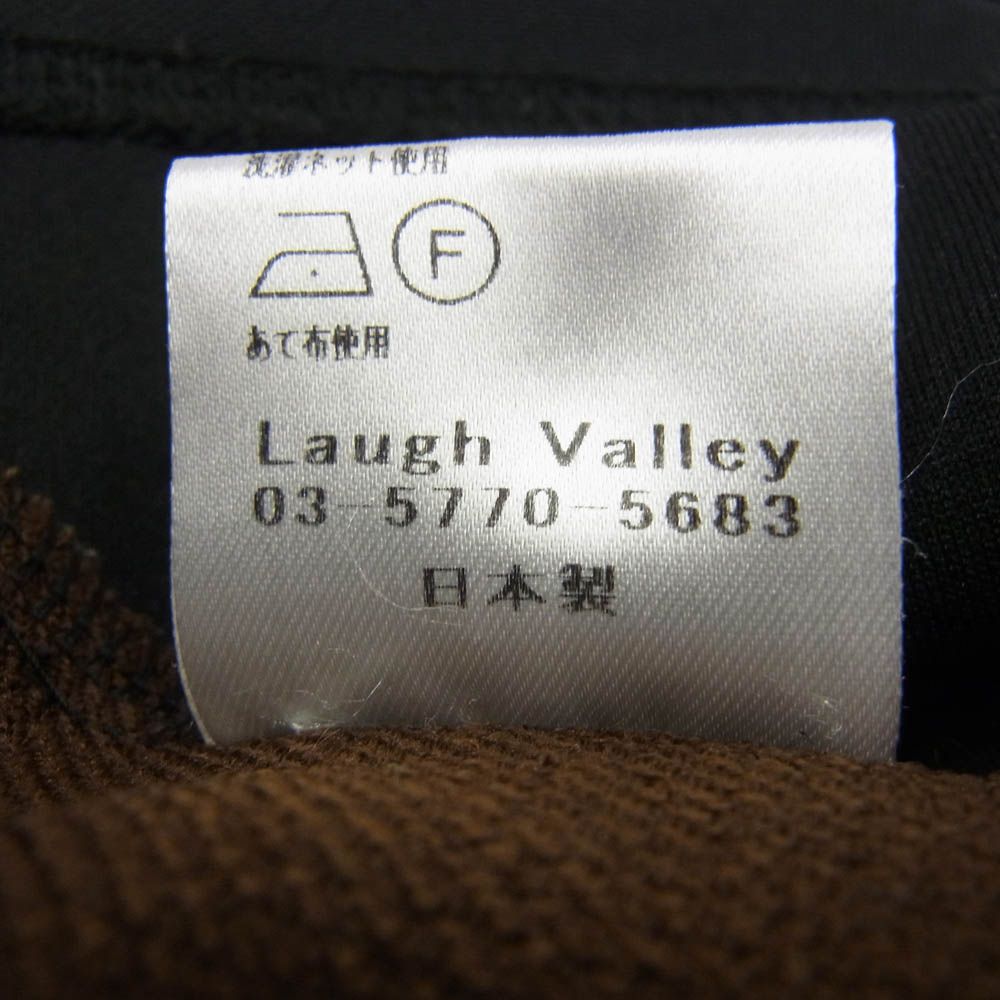 洗濯ネット使用
F
あて布使用
Laugh Valley
03-5770-5683
日本製